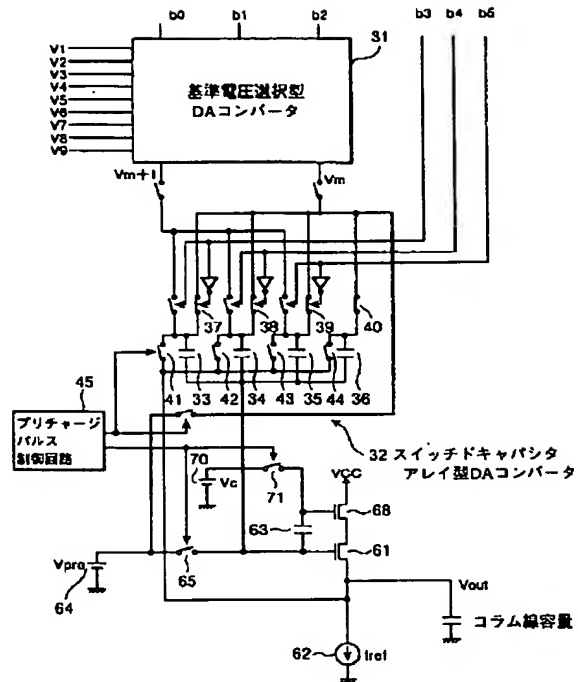 b0 b1 b2 b3 b4 b5
31
V1
V2
V3
V4
V5
V6
V7
V8
V9
基準電圧選択型
DAコンバータ
Vm+1
Vm
37
38
39
40
41
33
42
34
43
35
44
36
45
プリチャージ
パルス
制御回路
32 スイッチドキャパシタ
アレイ型DAコンバータ
70
Vc
71
VCC
68
63
61
65
Vpre
64
Vout
コラム線容量
62
Iref